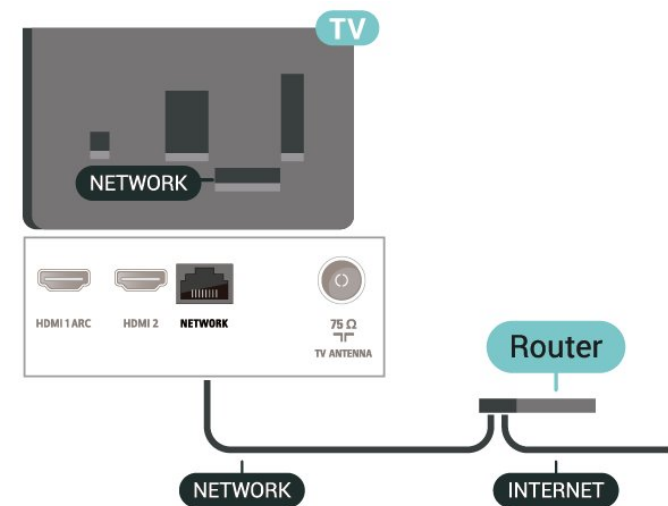 TV
NETWORK
HDMI 1 ARC
HDMI 2
NETWORK
75 Ω
TV ANTENNA
Router
NETWORK
INTERNET